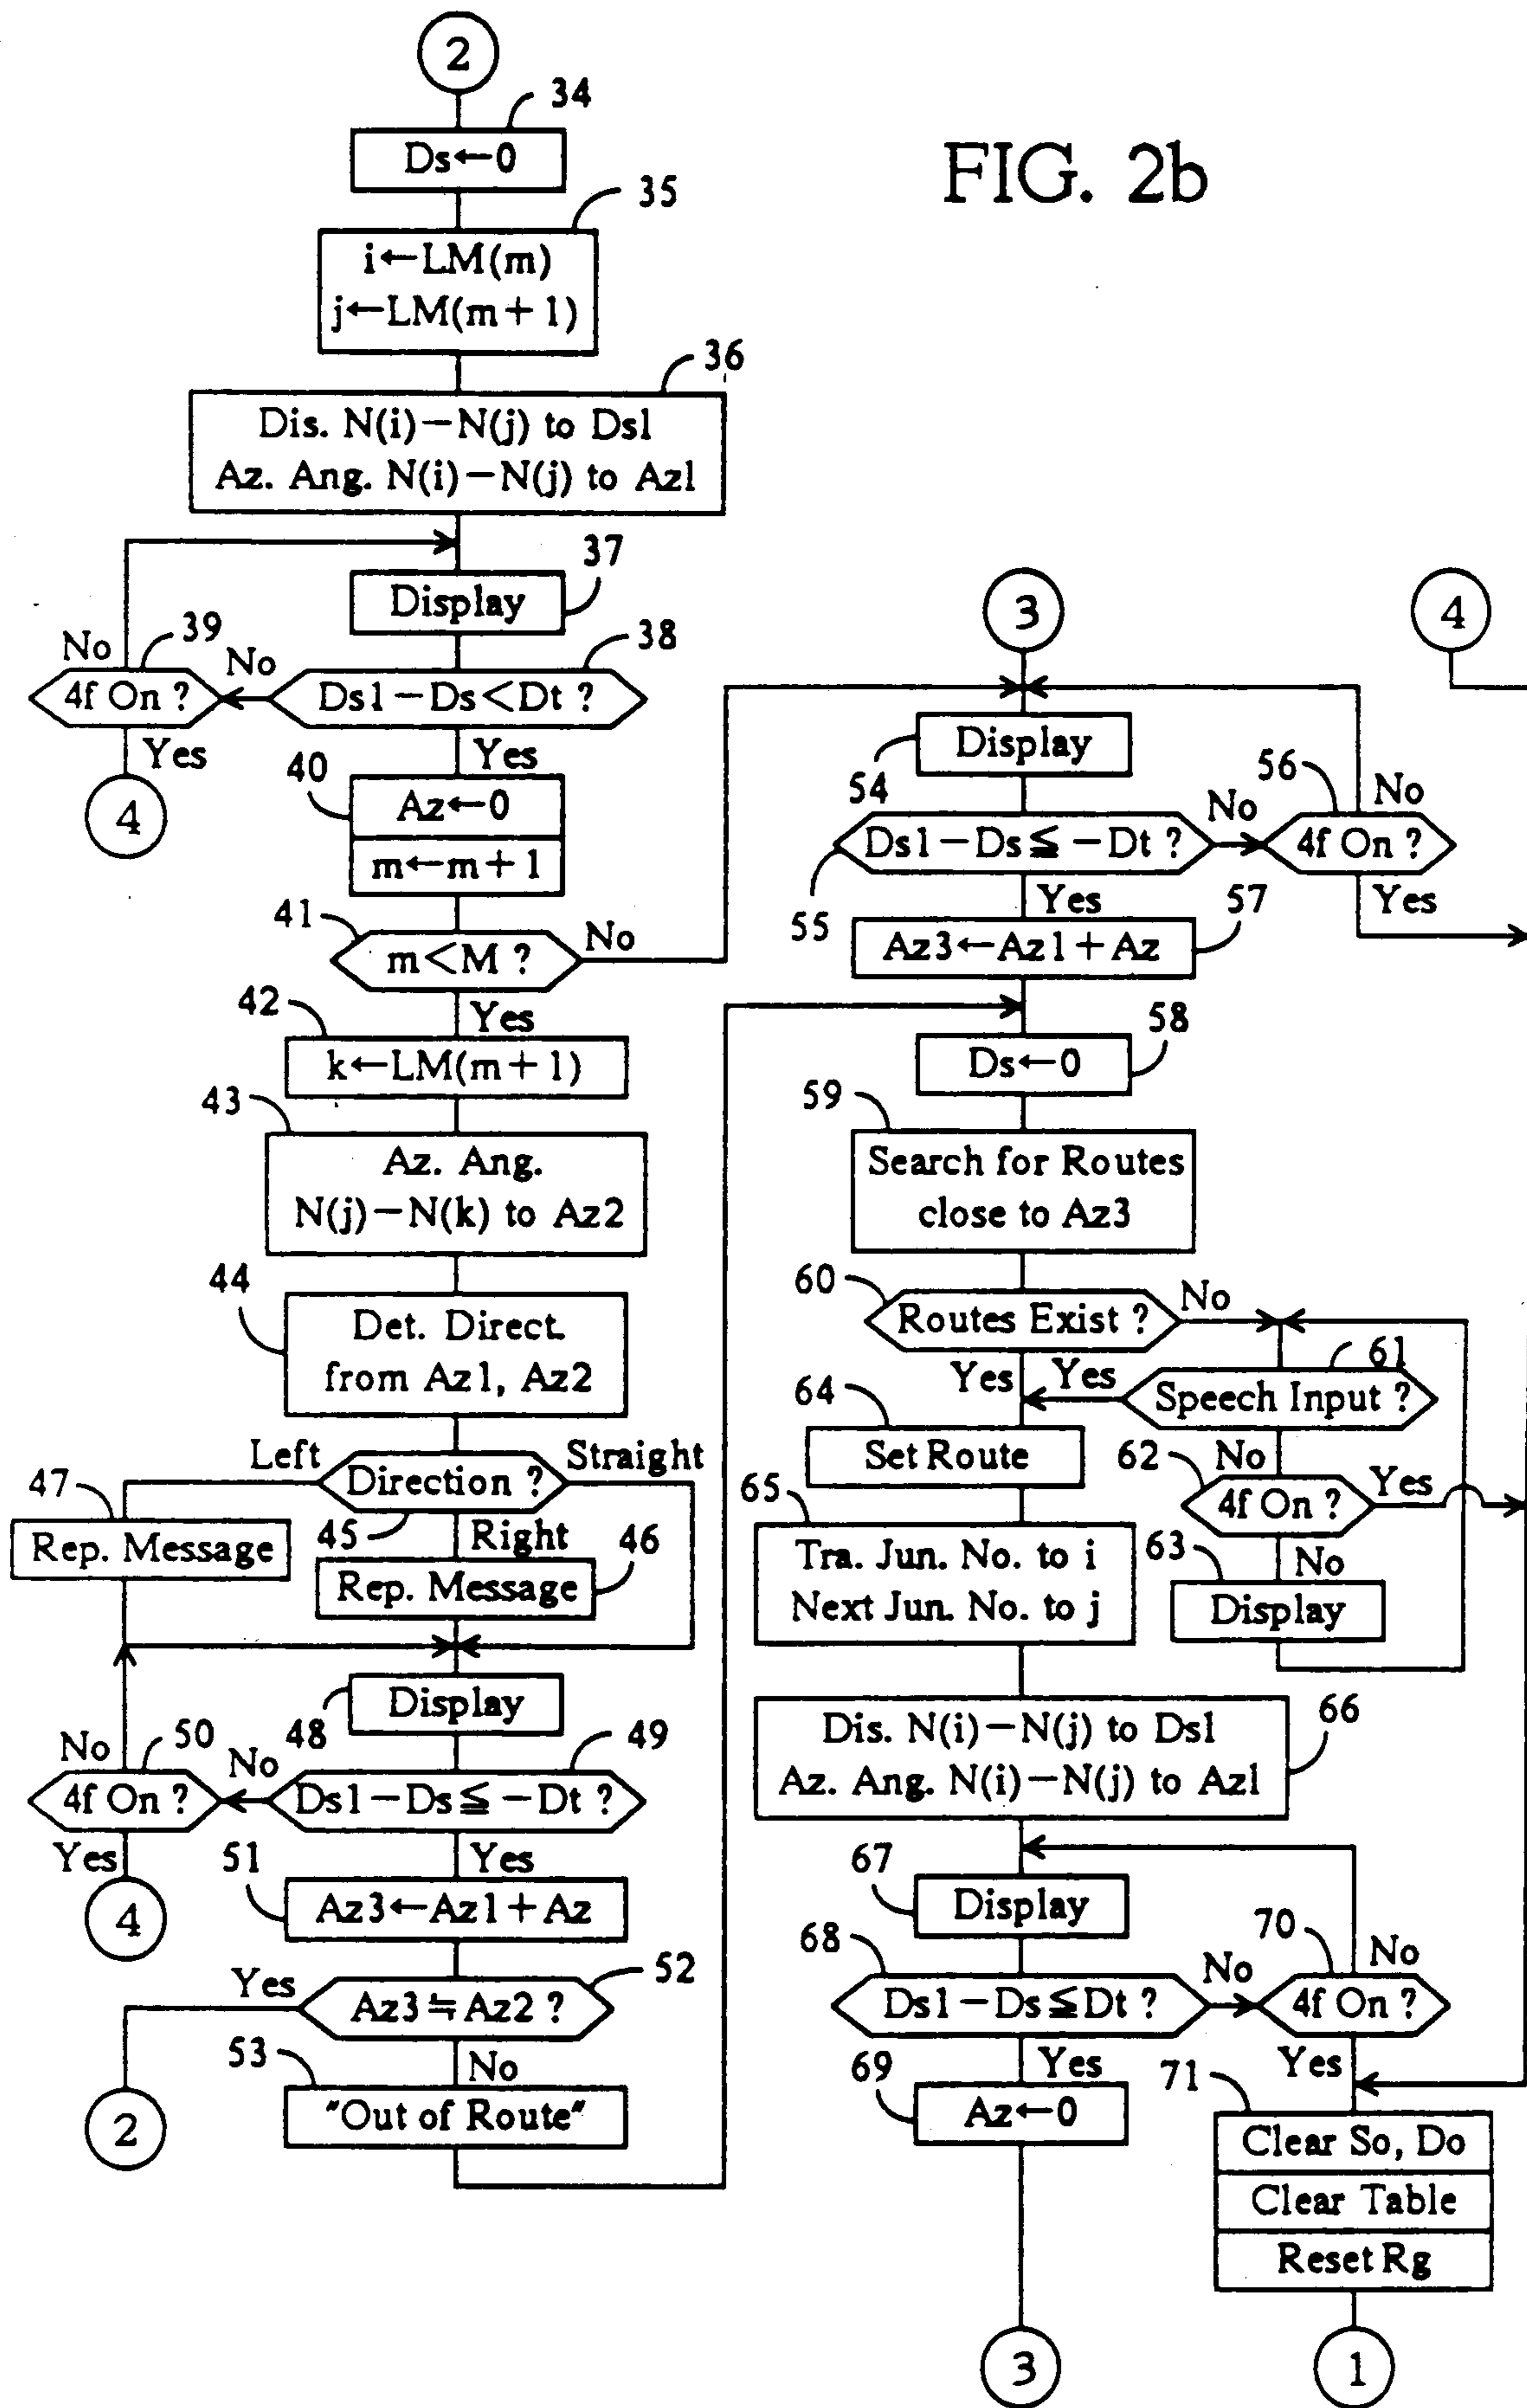 FIG. 2b
2
34
Ds←0
35
i←LM(m)
j←LM(m+1)
36
Dis. N(i)−N(j) to Ds1
Az. Ang. N(i)−N(j) to Az1
37
Display
38
Ds1−Ds<Dt ?
No
39
4f On ?
No
Yes
4
Yes
40
Az←0
m←m+1
41
m<M ?
No
Yes
42
k←LM(m+1)
43
Az. Ang.
N(j)−N(k) to Az2
44
Det. Direct.
from Az1, Az2
Left
Direction ?
Straight
45
Right
47
Rep. Message
46
Rep. Message
48
Display
49
Ds1−Ds≦−Dt ?
No
50
4f On ?
No
Yes
4
Yes
51
Az3←Az1+Az
52
Az3≒Az2 ?
Yes
2
No
53
"Out of Route"
3
54
Display
55
Ds1−Ds≦−Dt ?
No
56
4f On ?
No
Yes
4
Yes
57
Az3←Az1+Az
58
Ds←0
59
Search for Routes
close to Az3
60
Routes Exist ?
No
Yes
61
Speech Input ?
Yes
No
62
4f On ?
Yes
No
63
Display
64
Set Route
65
Tra. Jun. No. to i
Next Jun. No. to j
66
Dis. N(i)−N(j) to Ds1
Az. Ang. N(i)−N(j) to Az1
67
Display
68
Ds1−Ds≦Dt ?
No
70
4f On ?
No
Yes
Yes
69
Az←0
3
71
Clear So, Do
Clear Table
Reset Rg
1